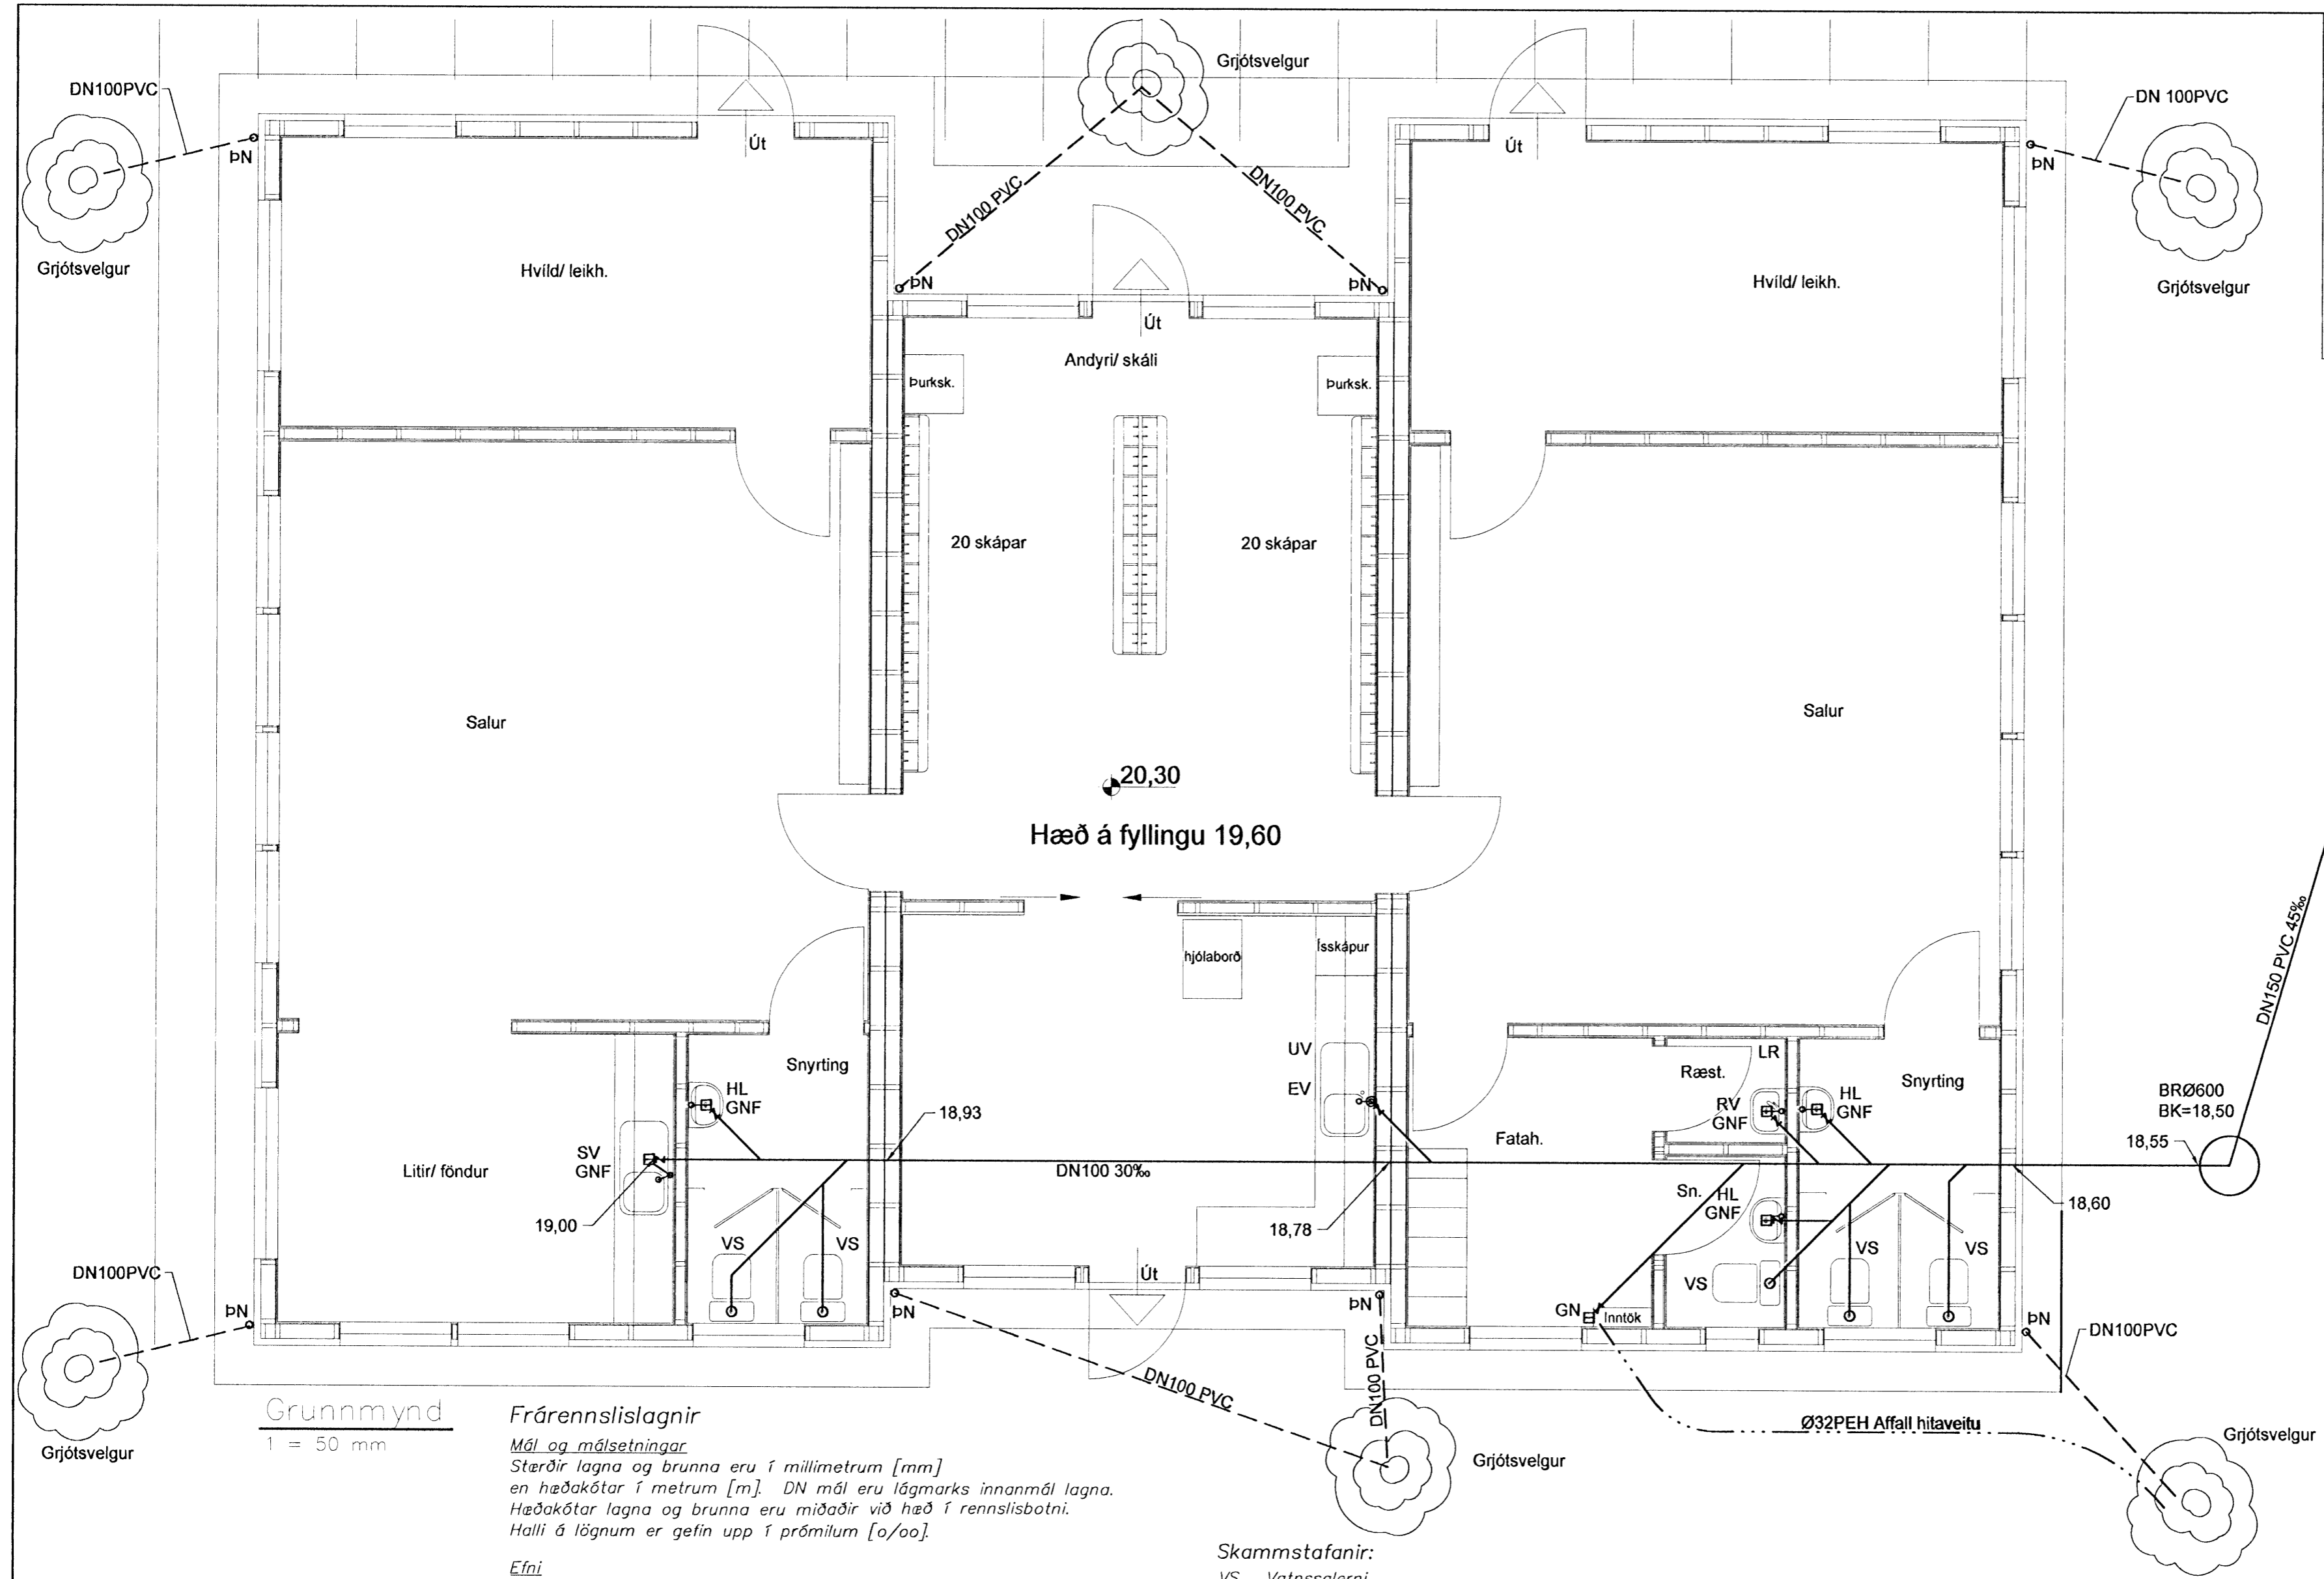 Grjótsvelgur
DN100PVC
DN 100PVC
ÞN
Út
Út
ÞN
DN100 PVC
DN100 PVC
Grjótsvelgur
Hvíld/ leikh.
ÞN
ÞN
Hvíld/ leikh.
Grjótsvelgur
Út
Andyri/ skáli
Þurksk.
Þurksk.
20 skápar
20 skápar
Salur
Salur
20,30
Hæð á fyllingu 19,60
hjólaborð
Ísskápur
DN150 PVC 45‰
Snyrting
UV
EV
LR
Ræst.
Snyrting
HL
GNF
RV
GNF
HL
GNF
BRØ600
BK=18,50
18,55
18,93
Fatah.
SV
GNF
Litir/ föndur
DN100 30‰
Sn.
HL
GNF
19,00
18,78
18,60
VS
VS
VS
VS
VS
DN100PVC
ÞN
Út
ÞN
ÞN
GN
Inntök
ÞN
DN100PVC
DN100 PVC
DN100 PVC
Grjótsvelgur
Grjótsvelgur
Ø32PEH Affall hitaveitu
Grjótsvelgur
Grunnmynd
1 = 50 mm
Frárennslislagnir
Mál og málsetningar
Stærðir lagna og brunna eru í millimetrum [mm]
en hæðakótar í metrum [m]. DN mál eru lágmarks innanmál lagna.
Hæðakótar lagna og brunna eru miðaðir við hæð í rennslisbotni.
Halli á lögnum er gefin upp í prómilum [o/oo].
Efni
Skammstafanir:
VS Vatnssalerni